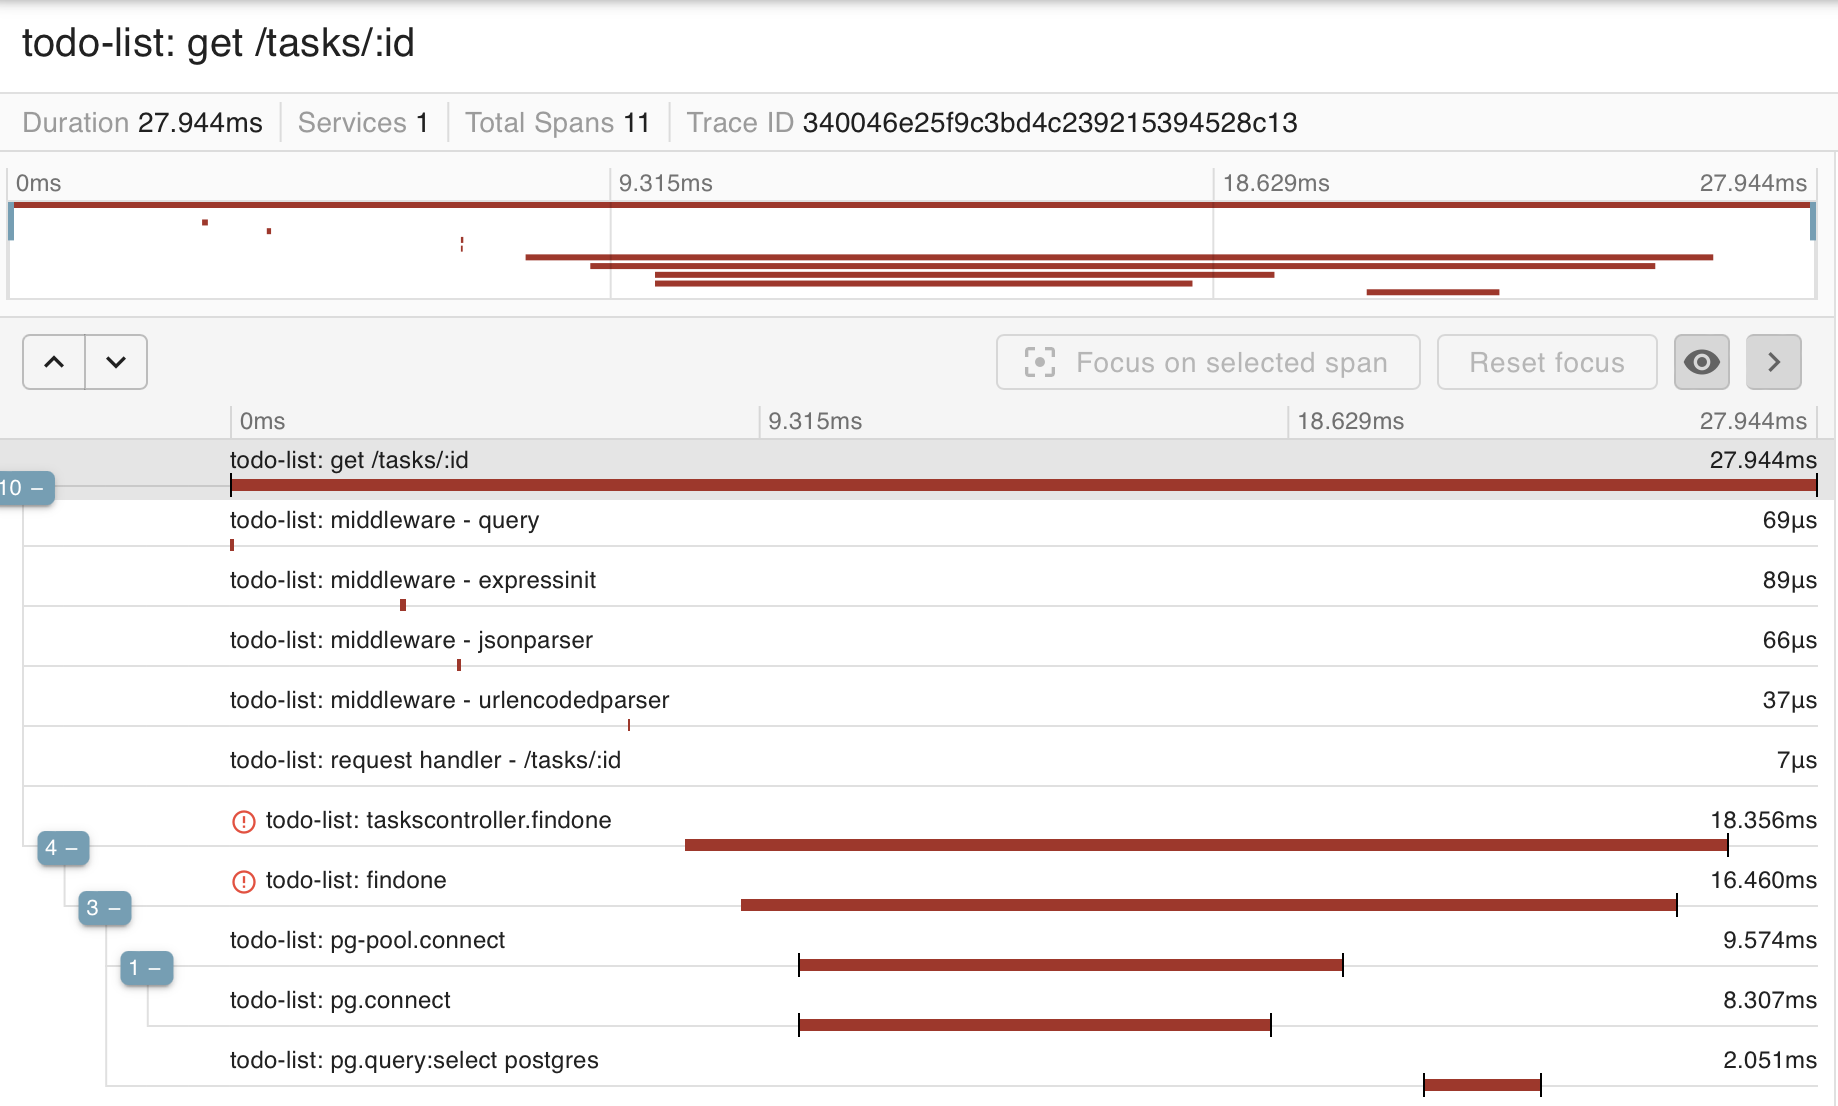 todo-list: get /tasks/:id
Duration 27.944ms Services 1 Total Spans 11 Trace ID 340046e25f9c3bd4c239215394528c13
0ms 9.315ms 18.629ms 27.944ms
Focus on selected span Reset focus
0ms 9.315ms 18.629ms 27.944ms
todo-list: get /tasks/:id 27.944ms
10 –
todo-list: middleware - query 69µs
todo-list: middleware - expressinit 89µs
todo-list: middleware - jsonparser 66µs
todo-list: middleware - urlencodedparser 37µs
todo-list: request handler - /tasks/:id 7µs
todo-list: taskscontroller.findone 18.356ms
4 –
todo-list: findone 16.460ms
3 –
todo-list: pg-pool.connect 9.574ms
1 –
todo-list: pg.connect 8.307ms
todo-list: pg.query:select postgres 2.051ms